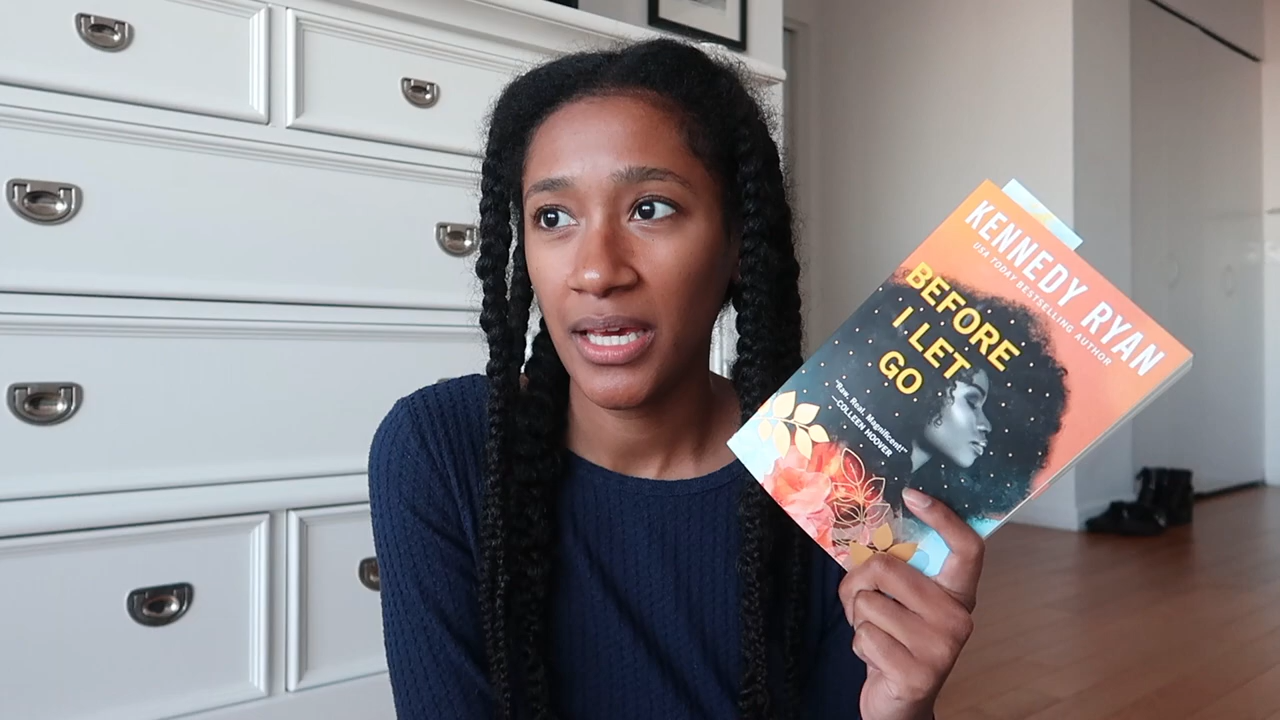 KENNEDY RYAN
USA TODAY BESTSELLING AUTHOR
BEFORE
I LET
GO
"Raw. Real. Magnificent!"
—COLLEEN HOOVER